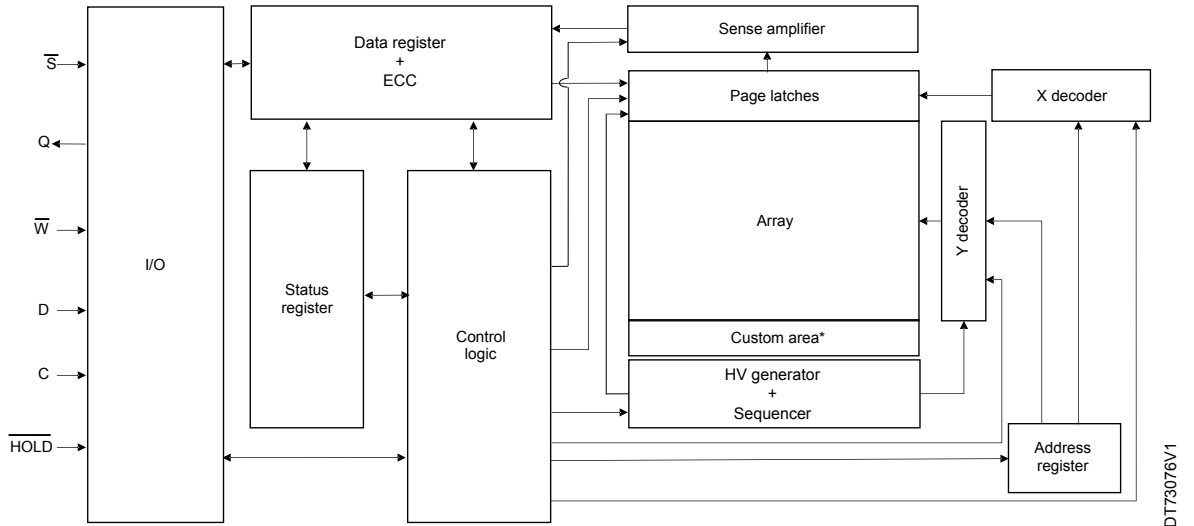 S̅
Q
W̅
D
C
H̅O̅L̅D̅
I/O
Data register
+
ECC
Status
register
Control
logic
Sense amplifier
Page latches
Array
Custom area*
HV generator
+
Sequencer
X decoder
Y decoder
Address
register
DT73076V1